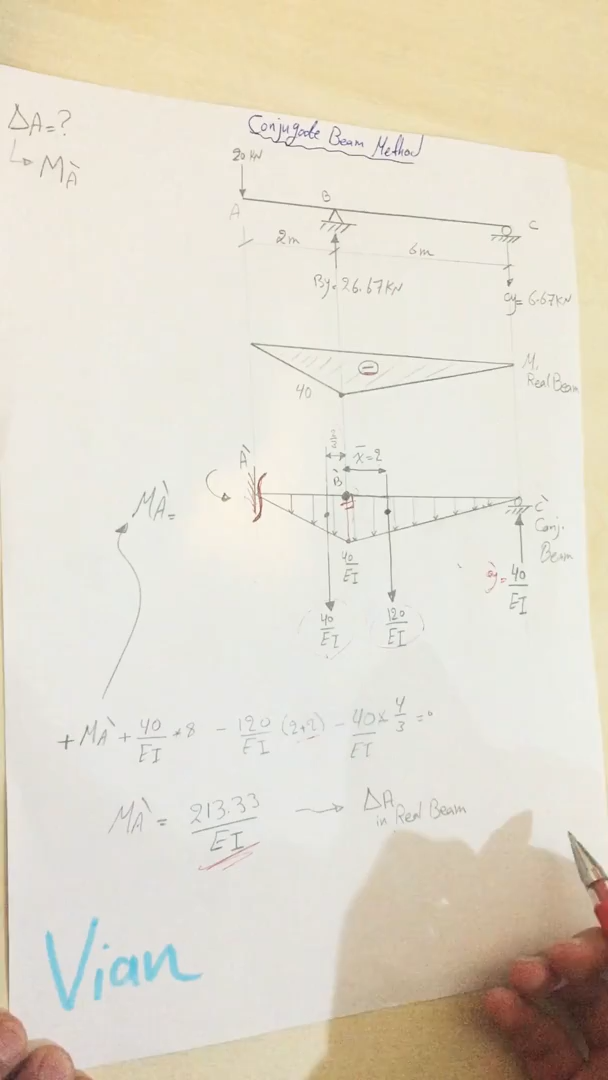 ΔA=?
↳ MA'
Conjugate Beam Method
20 KN
A
B
C
2m
6m
By=26.67KN
Cy=6.67KN
⊖
40
M,
Real Beam
2/3
x̄=2
A'
B'
C'
Conj.
Beam
MA'=
40/EI
40/EI
120/EI
Cy'=40/EI
+MA' + 40/EI *8 - 120/EI (2+2) - 40/EI × 4/3 =0
MA' = 213.33/EI → ΔA
in Real Beam
Vian